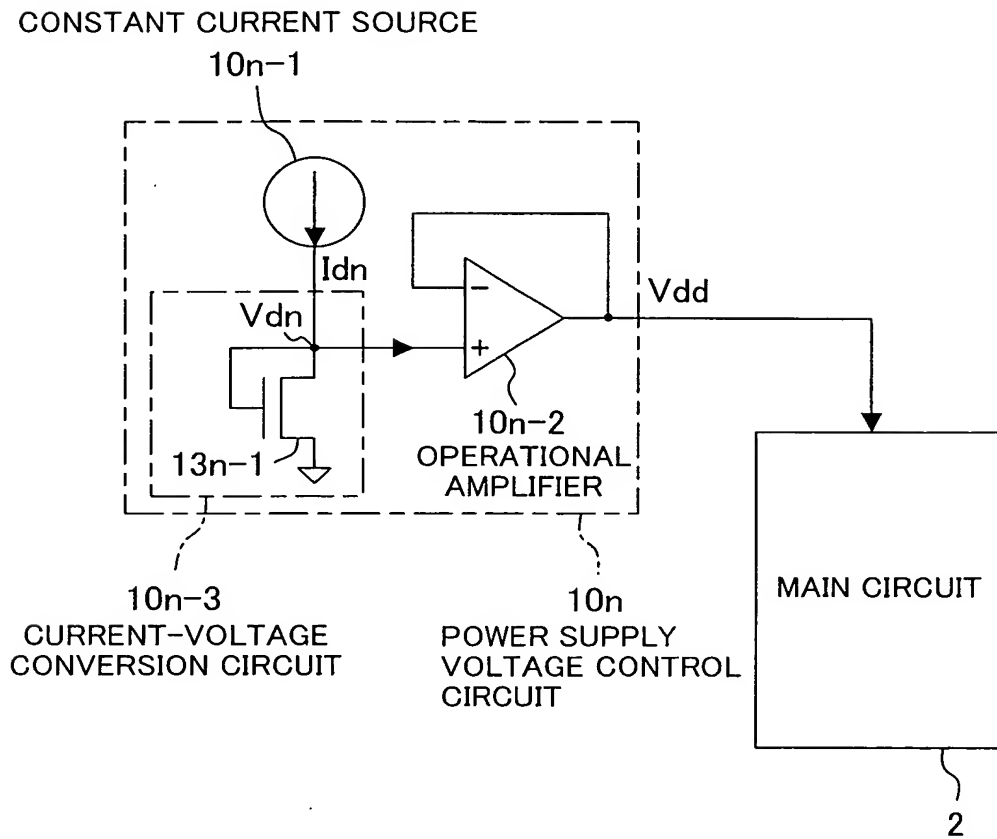 CONSTANT CURRENT SOURCE
10n-1
Idn
Vdn
13n-1
−
+
Vdd
10n-2
OPERATIONAL
AMPLIFIER
10n-3
CURRENT-VOLTAGE
CONVERSION CIRCUIT
10n
POWER SUPPLY
VOLTAGE CONTROL
CIRCUIT
MAIN CIRCUIT
2